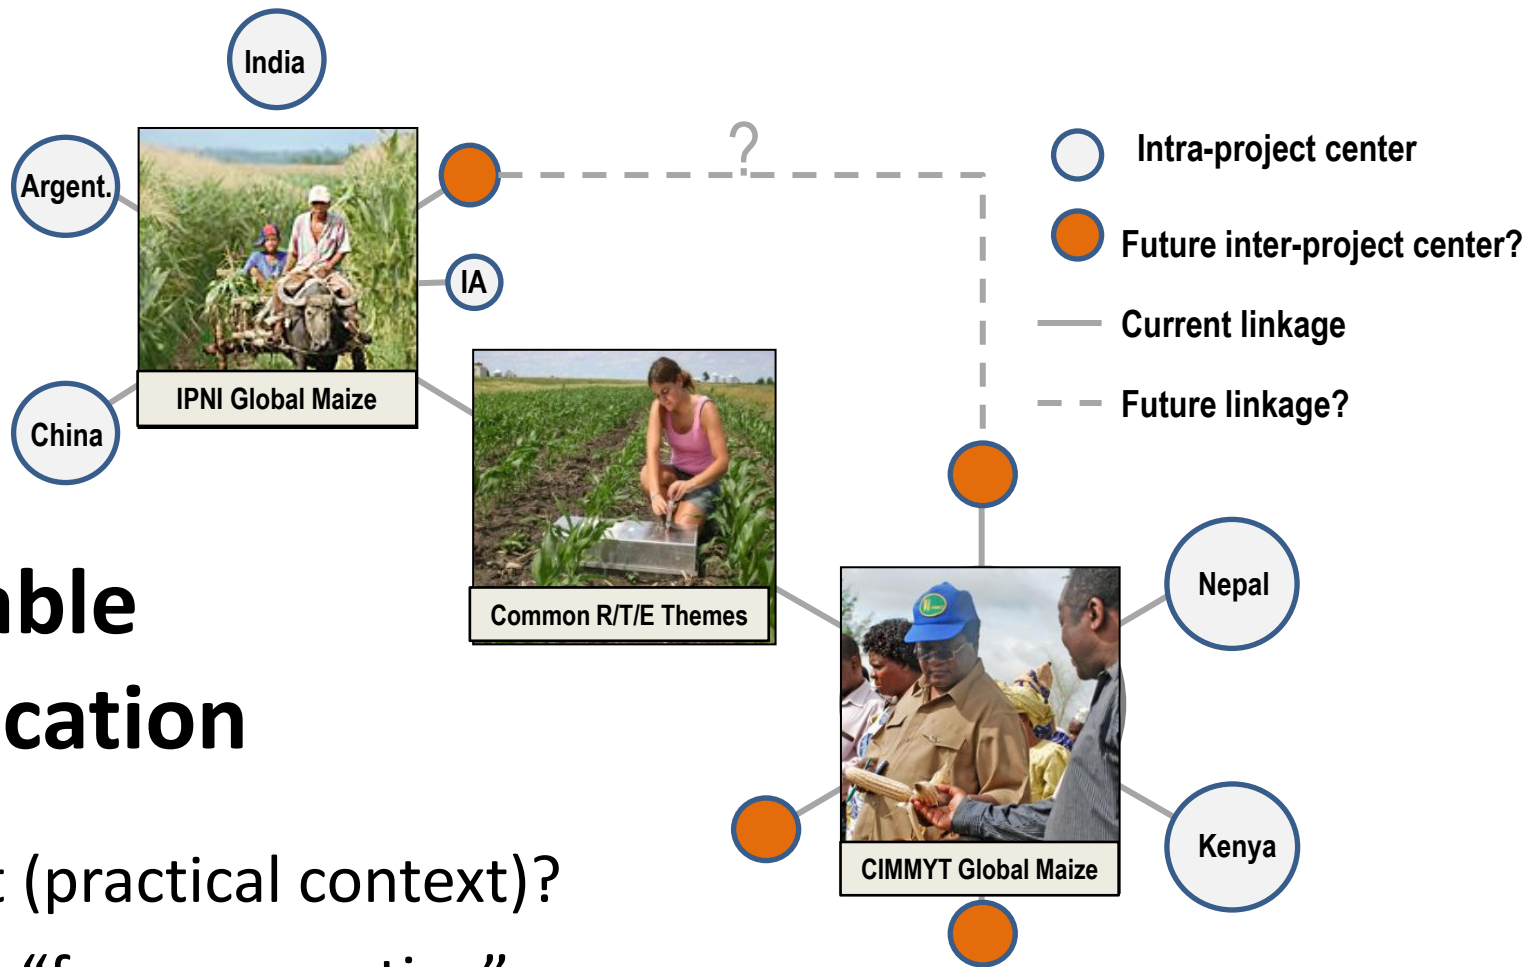 India
Argent.
?
Intra-project center
Future inter-project center?
IA
Current linkage
IPNI Global Maize
Future linkage?
China
Common R/T/E Themes
Nepal
able
cation
Kenya
CIMMYT Global Maize
t (practical context)?